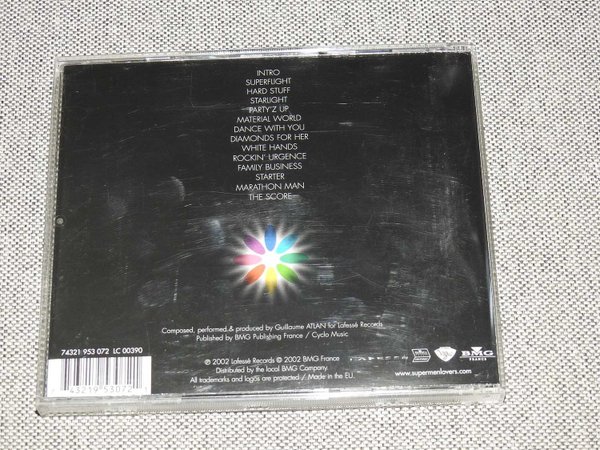 INTRO
SUPERFLIGHT
HARD STUFF
STARLIGHT
PARTY'Z UP
MATERIAL WORLD
DANCE WITH YOU
DIAMONDS FOR HER
WHITE HANDS
ROCKIN' URGENCE
FAMILY BUSINESS
STARTER
MARATHON MAN
THE SCORE
Composed, performed,& produced by Guillaume ATLAN for Lafessé Records
Published by BMG Publishing France / Cyclo Music
74321 953 072 LC 00390
℗ 2002 Lafessé Records © 2002 BMG France
Distributed by the local BMG Company.
All trademarks and logos are protected / Made in the EU.
BMG
FRANCE
www.supermenlovers.com